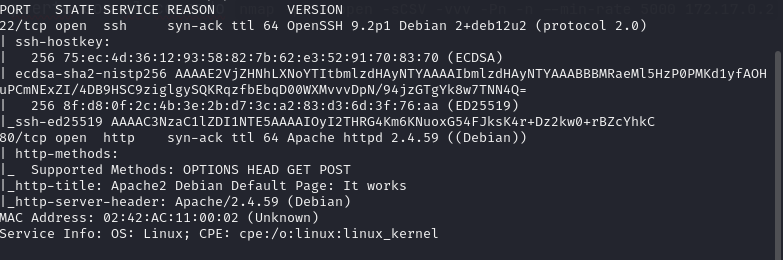 PORT   STATE SERVICE REASON         VERSION
22/tcp open  ssh     syn-ack ttl 64 OpenSSH 9.2p1 Debian 2+deb12u2 (protocol 2.0)
| ssh-hostkey:
|   256 75:ec:4d:36:12:93:58:82:7b:62:e3:52:91:70:83:70 (ECDSA)
| ecdsa-sha2-nistp256 AAAAE2VjZHNhLXNoYTItbmlzdHAyNTYAAAAIbmlzdHAyNTYAAABBBMRaeMl5HzP0PMKd1yfAOH
uPCmNExZI/4DB9HSC9ziglgySQKRqzfbEbqD00WXMvvvDpN/94jzGTgYk8w7TNN4Q=
|   256 8f:d8:0f:2c:4b:3e:2b:d7:3c:a2:83:d3:6d:3f:76:aa (ED25519)
|_ssh-ed25519 AAAAC3NzaC1lZDI1NTE5AAAAIOyI2THRG4Km6KNuoxG54FJksK4r+Dz2kw0+rBZcYhkC
80/tcp open  http    syn-ack ttl 64 Apache httpd 2.4.59 ((Debian))
| http-methods:
|_  Supported Methods: OPTIONS HEAD GET POST
|_http-title: Apache2 Debian Default Page: It works
|_http-server-header: Apache/2.4.59 (Debian)
MAC Address: 02:42:AC:11:00:02 (Unknown)
Service Info: OS: Linux; CPE: cpe:/o:linux:linux_kernel